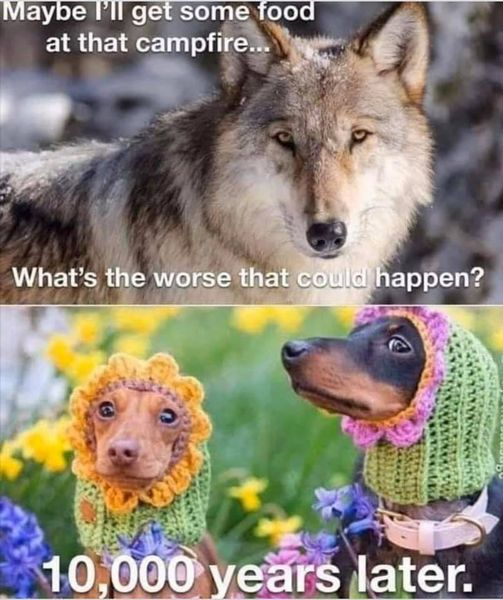 Maybe I'll get some food
at that campfire...
What's the worse that could happen?
10,000 years later.